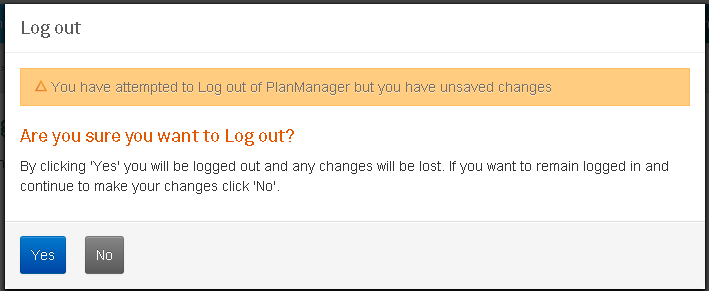 Log out
You have attempted to Log out of PlanManager but you have unsaved changes
Are you sure you want to Log out?
By clicking 'Yes' you will be logged out and any changes will be lost. If you want to remain logged in and
continue to make your changes click 'No'.
Yes
No